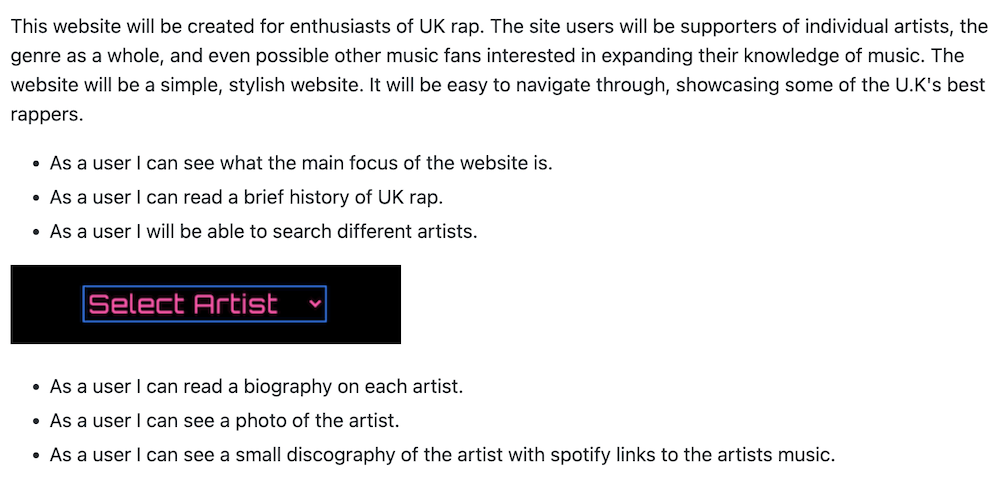 This website will be created for enthusiasts of UK rap. The site users will be supporters of individual artists, the
genre as a whole, and even possible other music fans interested in expanding their knowledge of music. The
website will be a simple, stylish website. It will be easy to navigate through, showcasing some of the U.K's best
rappers.
• As a user I can see what the main focus of the website is.
• As a user I can read a brief history of UK rap.
• As a user I will be able to search different artists.
Select Artist
• As a user I can read a biography on each artist.
• As a user I can see a photo of the artist.
• As a user I can see a small discography of the artist with spotify links to the artists music.